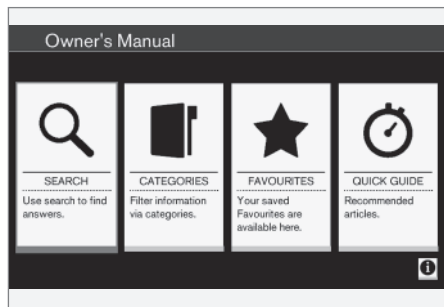 Owner's Manual
SEARCH
Use search to find
answers.
CATEGORIES
Filter information
via categories.
FAVOURITES
Your saved
Favourites are
available here.
QUICK GUIDE
Recommended
articles.
i